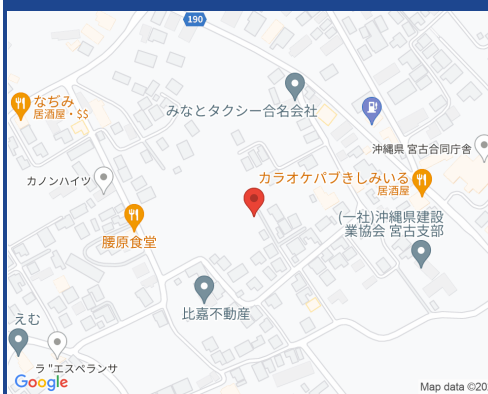 190
なぢみ
居酒屋・$$
みなとタクシー合名会社
沖縄県 宮古合同庁舎
カラオケパブきしみいる
居酒屋
カノンハイツ
(一社)沖縄県建設
業協会 宮古支部
腰原食堂
比嘉不動産
えむ
ラ"エスペランサ
Google
Map data ©20